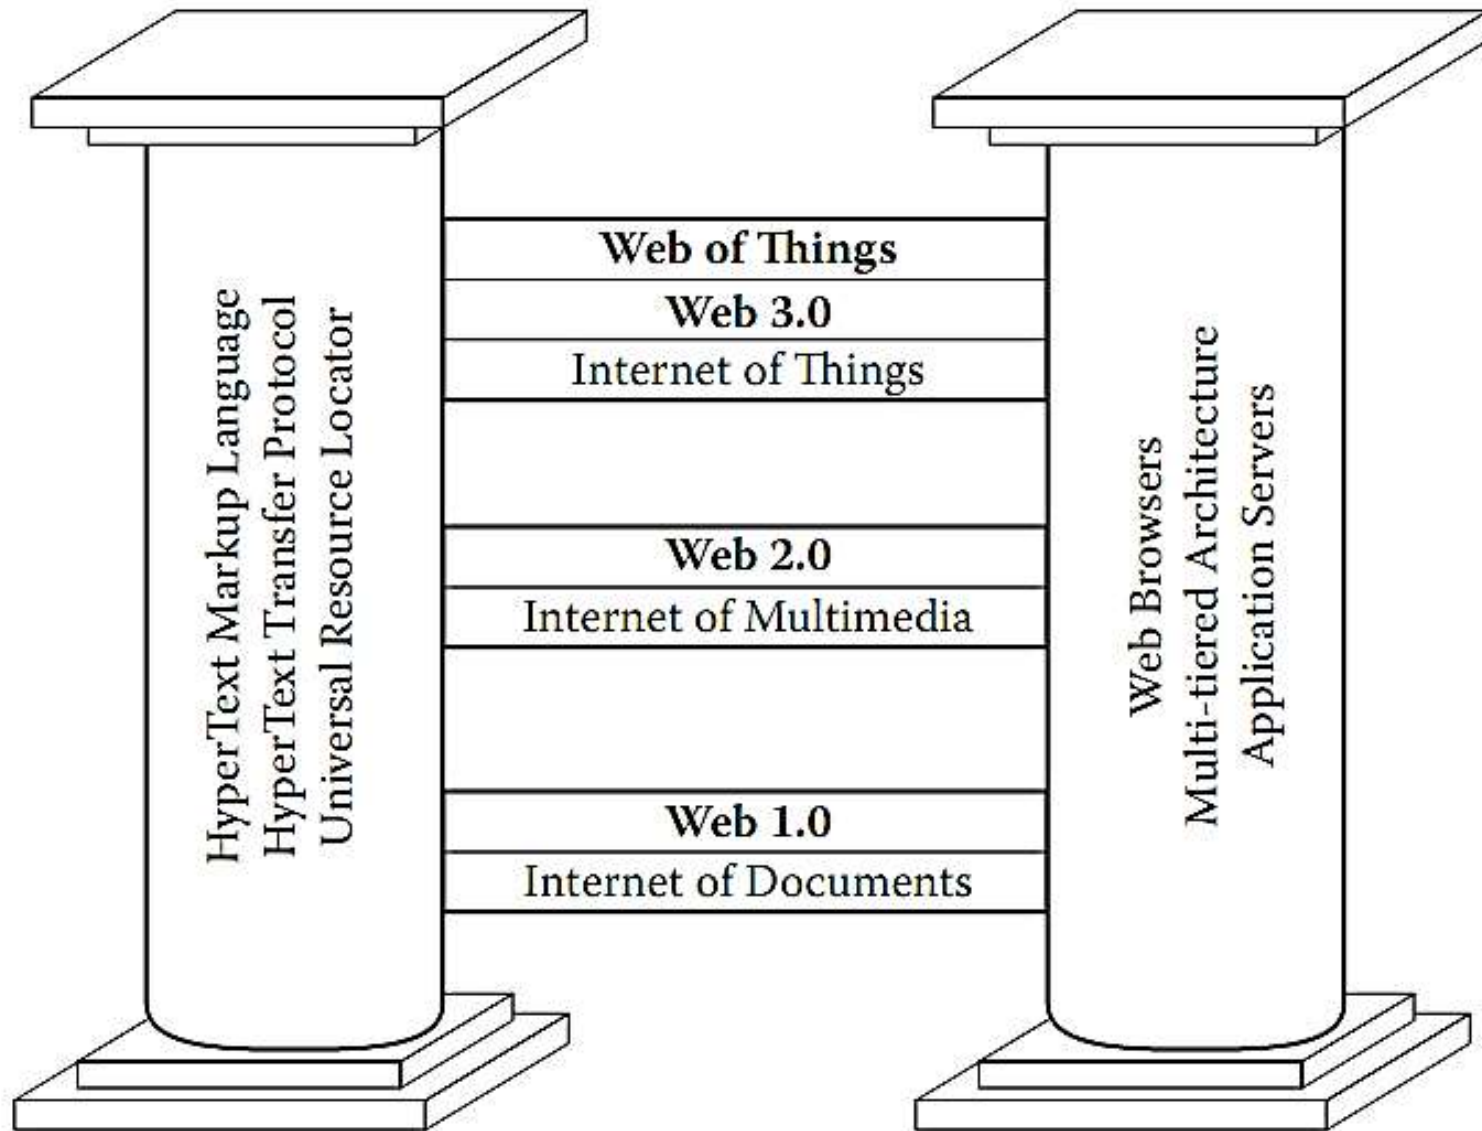 HyperText Markup Language
HyperText Transfer Protocol
Universal Resource Locator
Web of Things
Web 3.0
Internet of Things
Web 2.0
Internet of Multimedia
Web 1.0
Internet of Documents
Web Browsers
Multi-tiered Architecture
Application Servers